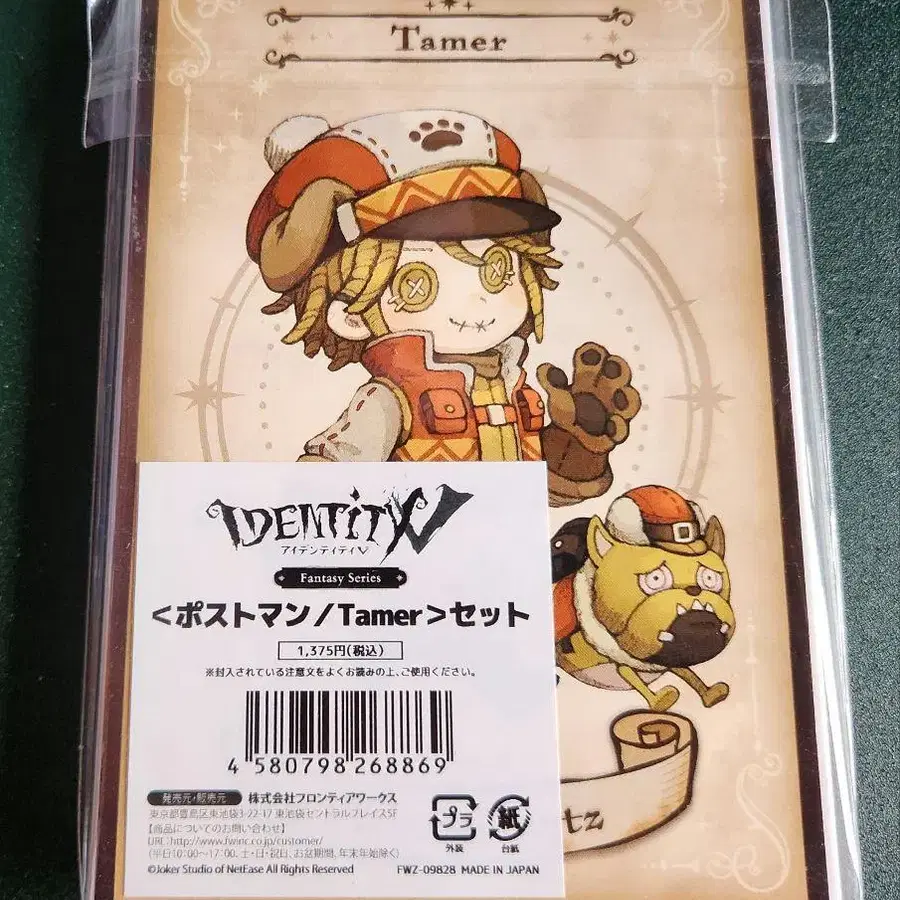 Tamer
IDENTITY V
アイデンティティV
Fantasy Series
<ポストマン/Tamer>セット
1,375円(税込)
※封入されている注意文をよくお読みの上、ご使用ください。
4 580798 268869
発売元・販売元 株式会社フロンティアワークス
東京都豊島区東池袋3-22-17 東池袋セントラルプレイス5F
【商品についてのお問い合わせ】
URL:http://www.fwinc.co.jp/customer/
(平日10:00~17:00、土・日・祝日、お盆期間、年末年始除く)
©Joker Studio of NetEase All Rights Reserved
プラ
外装
紙
台紙
FWZ-09828 MADE IN JAPAN
tz